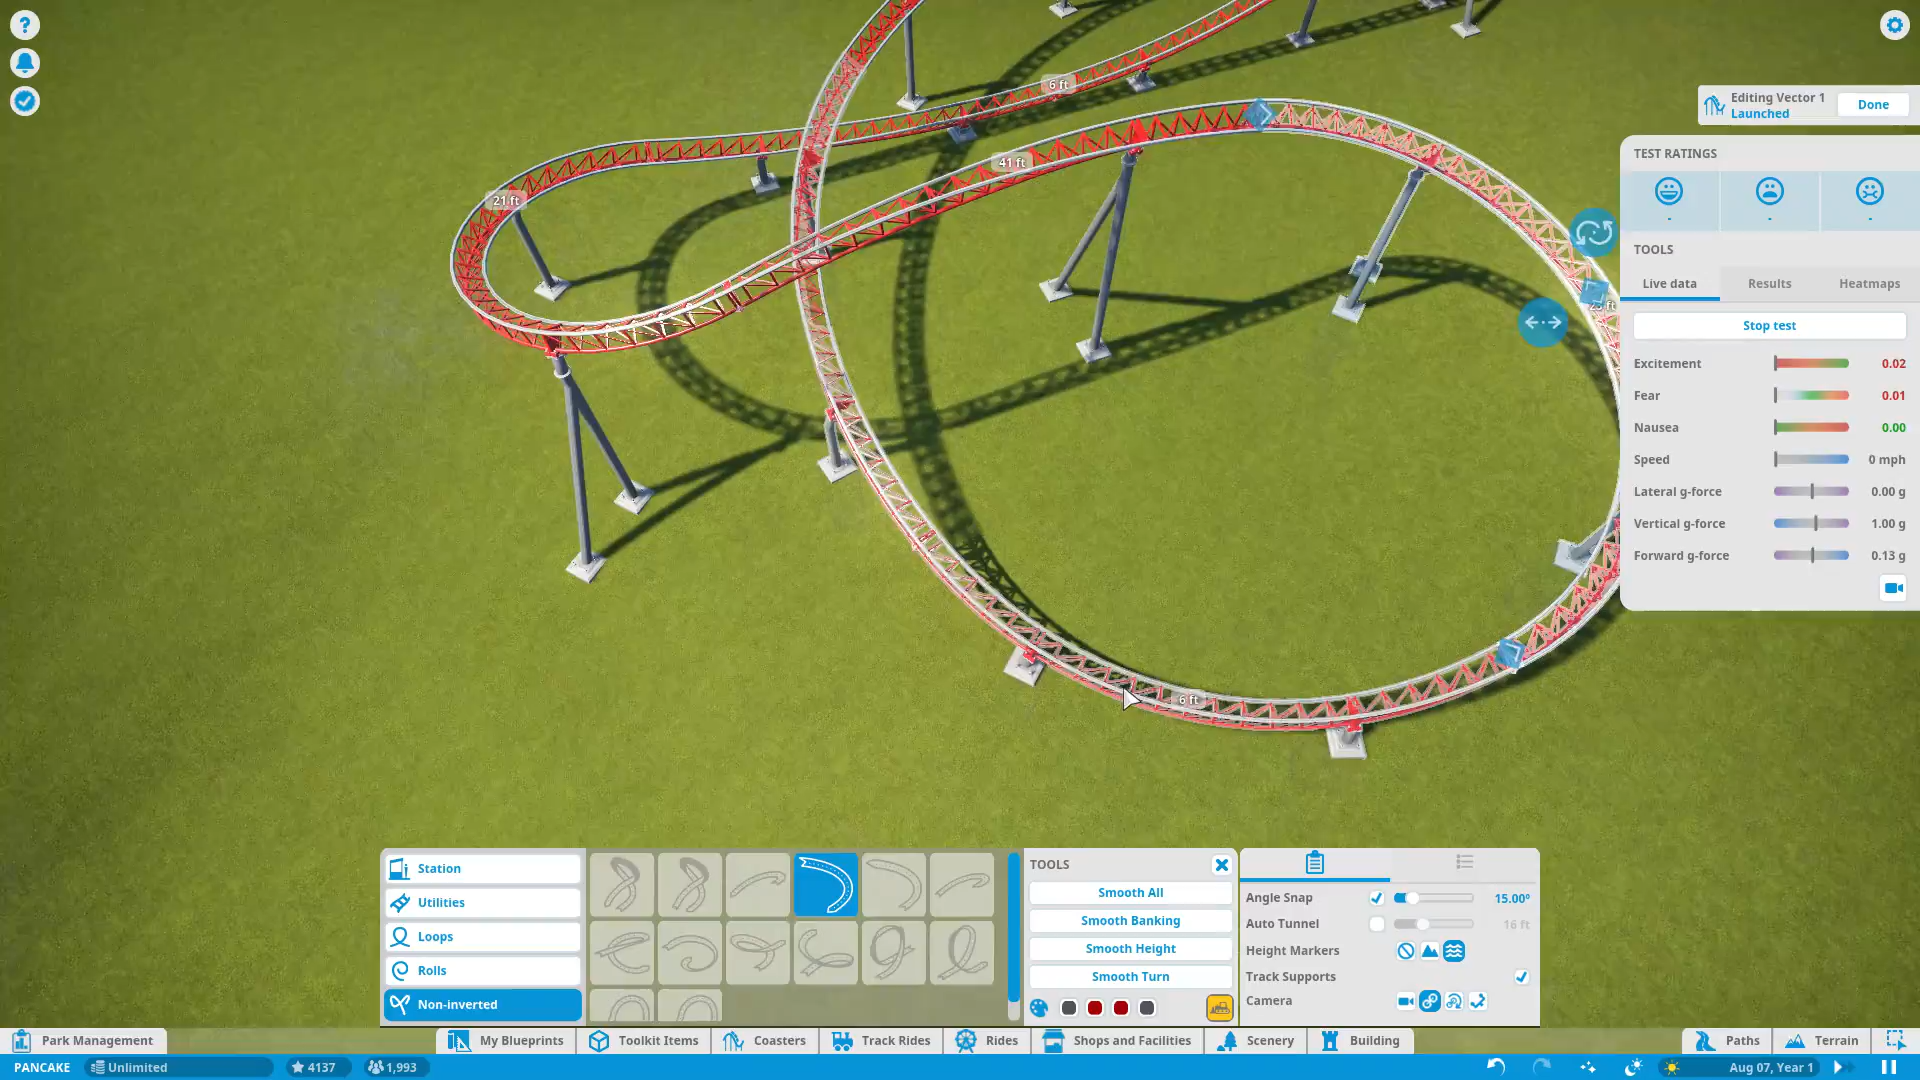 ?
6 ft
41 ft
21 ft
6 ft
Editing Vector 1
Launched
Done
TEST RATINGS
-
-
-
TOOLS
Live data
Results
Heatmaps
Stop test
Excitement 0.02
Fear 0.01
Nausea 0.00
Speed 0 mph
Lateral g-force 0.00 g
Vertical g-force 1.00 g
Forward g-force 0.13 g
Station
Utilities
Loops
Rolls
Non-inverted
TOOLS
Smooth All
Smooth Banking
Smooth Height
Smooth Turn
Angle Snap 15.00°
Auto Tunnel 16 ft
Height Markers
Track Supports
Camera
Park Management
My Blueprints
Toolkit Items
Coasters
Track Rides
Rides
Shops and Facilities
Scenery
Building
Paths
Terrain
PANCAKE
Unlimited
4137
1,993
Aug 07, Year 1